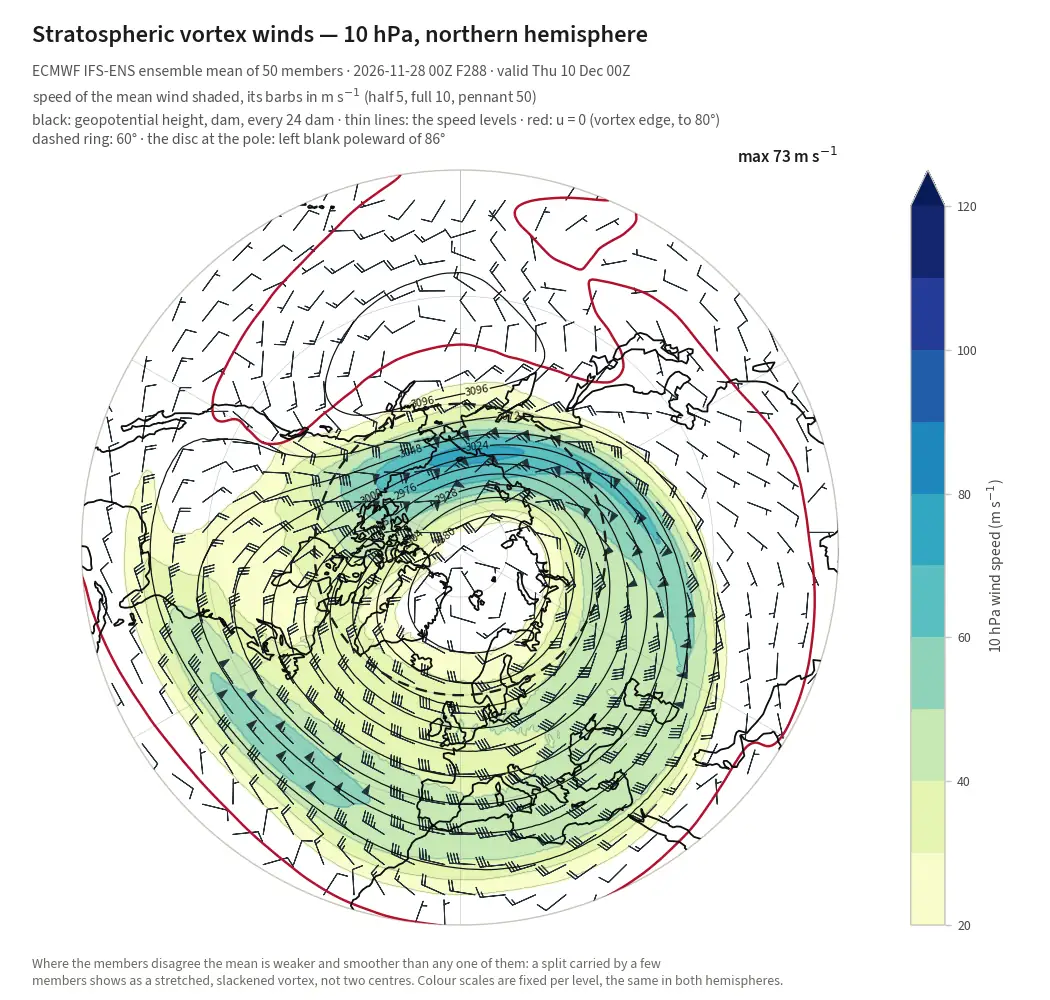 Stratospheric vortex winds — 10 hPa, northern hemisphere
ECMWF IFS-ENS ensemble mean of 50 members · 2026-11-28 00Z F288 · valid Thu 10 Dec 00Z
speed of the mean wind shaded, its barbs in m s⁻¹ (half 5, full 10, pennant 50)
black: geopotential height, dam, every 24 dam · thin lines: the speed levels · red: u = 0 (vortex edge, to 80°)
dashed ring: 60° · the disc at the pole: left blank poleward of 86°
max 73 m s⁻¹
120
100
80
60
40
20
10 hPa wind speed (m s⁻¹)
3096
3096
3048
3024
3000
2976
2928
Where the members disagree the mean is weaker and smoother than any one of them: a split carried by a few
members shows as a stretched, slackened vortex, not two centres. Colour scales are fixed per level, the same in both hemispheres.